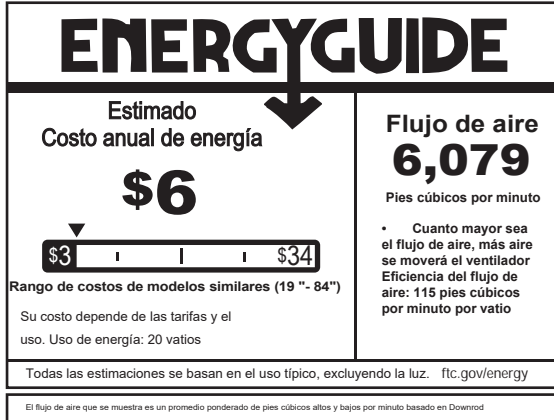 ENERGYGUIDE
Estimado
Costo anual de energía
$6
$3
$34
Rango de costos de modelos similares (19 "- 84")
Su costo depende de las tarifas y el
uso. Uso de energía: 20 vatios
Flujo de aire
6,079
Pies cúbicos por minuto
• Cuanto mayor sea
el flujo de aire, más aire
se moverá el ventilador
Eficiencia del flujo de
aire: 115 pies cúbicos
por minuto por vatio
Todas las estimaciones se basan en el uso típico, excluyendo la luz. ftc.gov/energy
El flujo de aire que se muestra es un promedio ponderado de pies cúbicos altos y bajos por minuto basado en Downrod